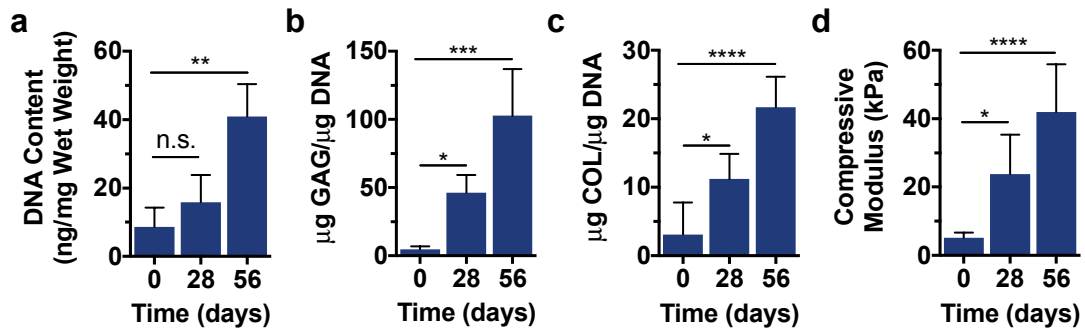 a
DNA Content
(ng/mg Wet Weight)
60
40
20
0
**
n.s.
0 28 56
Time (days)
b
μg GAG/μg DNA
150
100
50
0
***
*
0 28 56
Time (days)
c
μg COL/μg DNA
30
20
10
0
****
*
0 28 56
Time (days)
d
Compressive
Modulus (kPa)
60
40
20
0
****
*
0 28 56
Time (days)